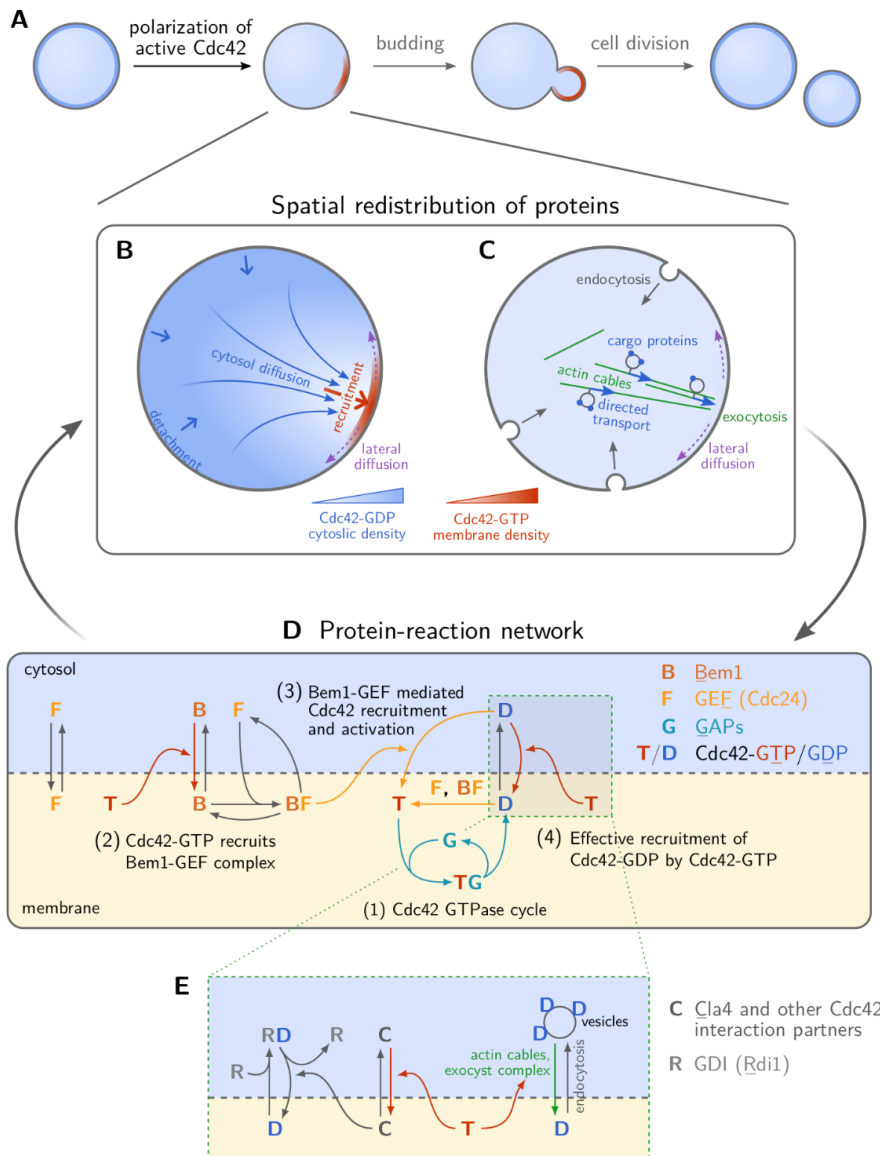 A
polarization of
active Cdc42
budding
cell division
Spatial redistribution of proteins
B
cytosol diffusion
recruitment
detachment
lateral
diffusion
Cdc42-GDP
cytoslic density
Cdc42-GTP
membrane density
C
endocytosis
cargo proteins
actin cables
directed
transport
exocytosis
lateral
diffusion
D Protein-reaction network
cytosol
F
F
T
B
B
F
BF
(2) Cdc42-GTP recruits
Bem1-GEF complex
(3) Bem1-GEF mediated
Cdc42 recruitment
and activation
D
T
F, BF
D
T
G
TG
(1) Cdc42 GTPase cycle
(4) Effective recruitment of
Cdc42-GDP by Cdc42-GTP
B Bem1
F GEF (Cdc24)
G GAPs
T/D Cdc42-GTP/GDP
membrane
E
R
RD
R
D
C
C
T
actin cables,
exocyst complex
D
D
D
vesicles
endocytosis
D
C Cla4 and other Cdc42
interaction partners
R GDI (Rdi1)